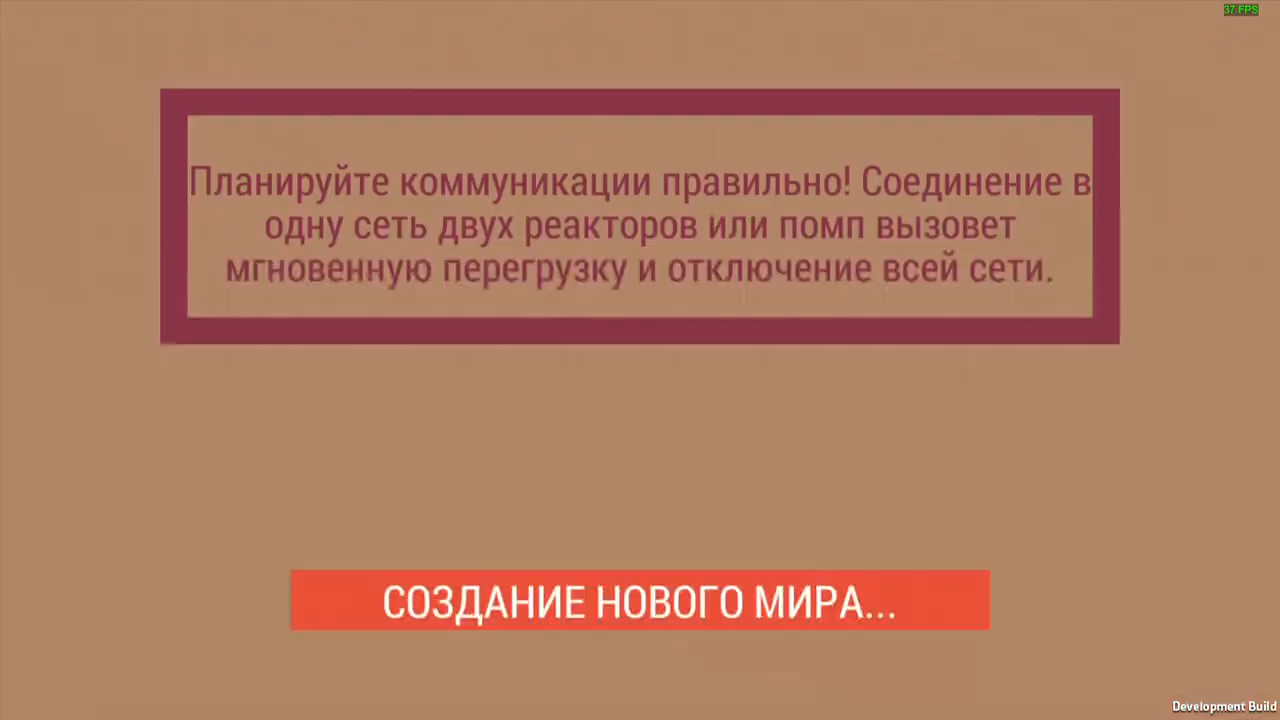 37 FPS
Планируйте коммуникации правильно! Соединение в
одну сеть двух реакторов или помп вызовет
мгновенную перегрузку и отключение всей сети.
СОЗДАНИЕ НОВОГО МИРА...
Development Build